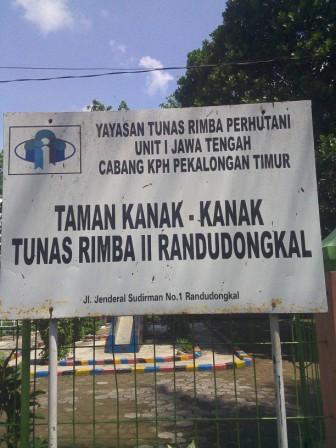 YAYASAN TUNAS RIMBA PERHUTANI
UNIT I JAWA TENGAH
CABANG KPH PEKALONGAN TIMUR
TAMAN KANAK - KANAK
TUNAS RIMBA II RANDUDONGKAL
Jl. Jenderal Sudirman No.1 Randudongkal